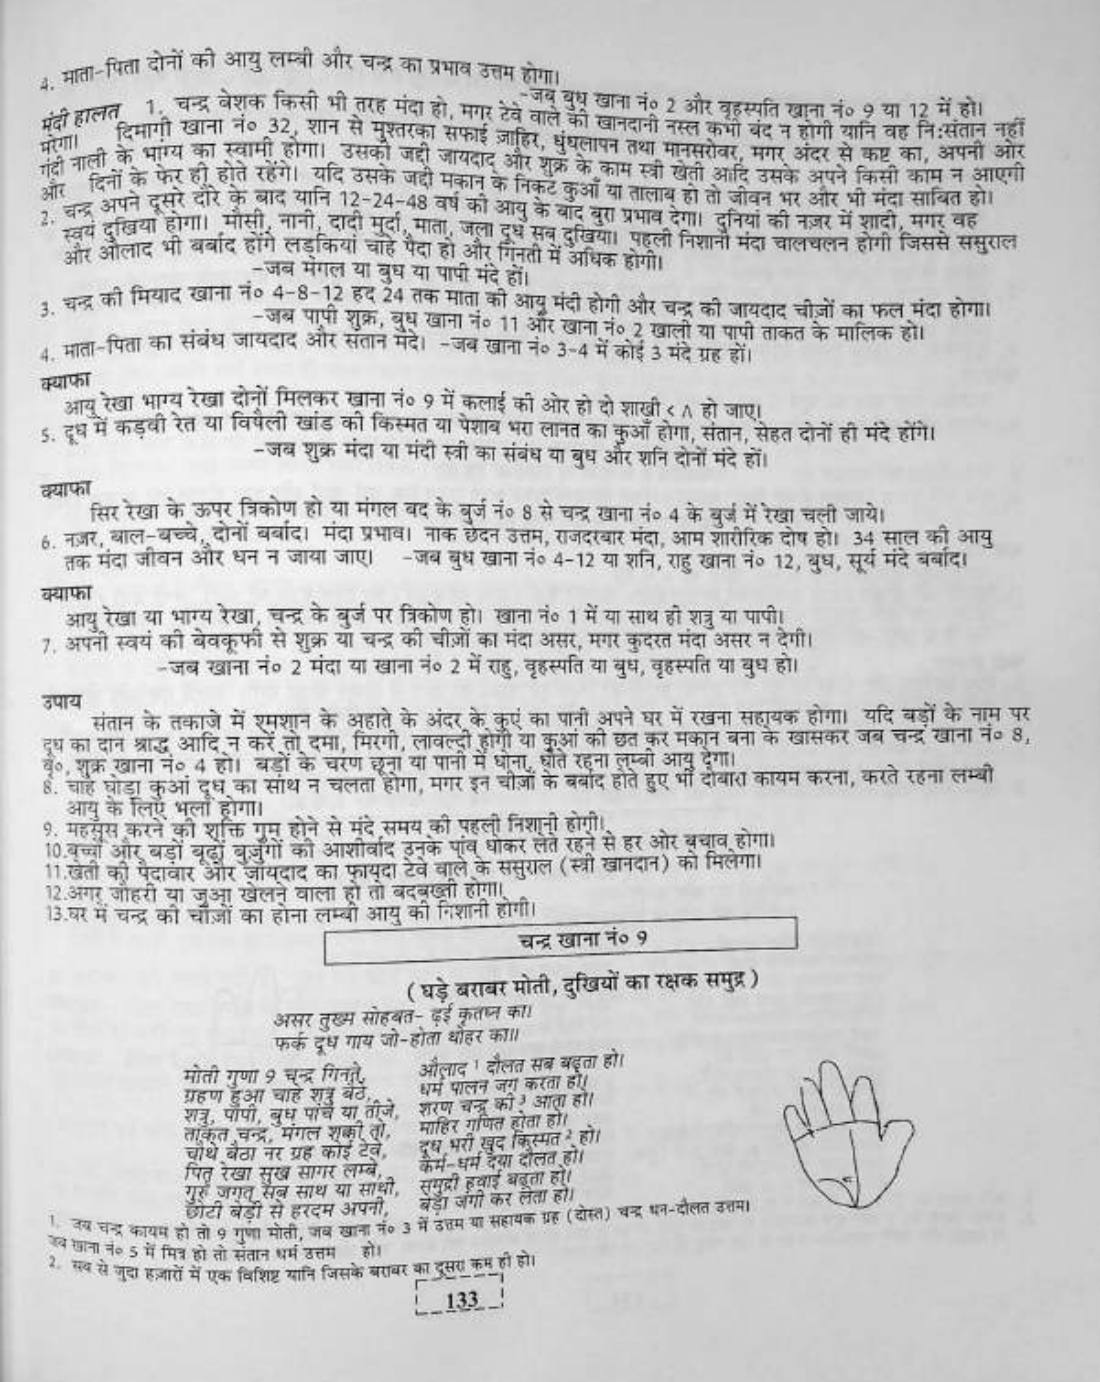 4. माता-पिता दोनों की आयु लम्बी और चन्द्र का प्रभाव उत्तम होगा।
-जब बुध खाना नं० 2 और वृहस्पति खाना नं० 9 या 12 में हो।
मंदी हालत 1. चन्द्र बेशक किसी भी तरह मंदा हो, मगर टेवे वाले की खानदानी नस्ल कभी बंद न होगी यानि वह नि:संतान नहीं
मरेगा। दिमागी खाना नं० 32, शान से मुश्तरका सफाई ज़ाहिर, धुंधलापन तथा मानसरोवर, मगर अंदर से कष्ट का, अपनी ओर
गंदी नाली के भाग्य का स्वामी होगा। उसको जद्दी जायदाद और शुक्र के काम स्त्री खेती आदि उसके अपने किसी काम न आएगी
और दिनों के फेर ही होते रहेंगे। यदि उसके जद्दी मकान के निकट कुआँ या तालाब हो तो जीवन भर और भी मंदा साबित हो।
2. चन्द्र अपने दूसरे दौरे के बाद यानि 12-24-48 वर्ष की आयु के बाद बुरा प्रभाव देगा। दुनियां की नज़र में शादी, मगर वह
स्वयं दुखिया होगा। मौसी, नानी, दादी मुर्दा, माता, जला दूध सब दुखिया। पहली निशानी मंदा चालचलन होगी जिससे ससुराल
और औलाद भी बर्बाद होंगे लड़कियां चाहे पैदा हो और गिनती में अधिक होगी।
-जब मंगल या बुध या पापी मंदे हों।
3. चन्द्र की मियाद खाना नं० 4-8-12 हद 24 तक माता की आयु मंदी होगी और चन्द्र की जायदाद चीज़ों का फल मंदा होगा।
-जब पापी शुक्र, बुध खाना नं० 11 और खाना नं० 2 खाली या पापी ताकत के मालिक हो।
4. माता-पिता का संबंध जायदाद और संतान मंदे। -जब खाना नं० 3-4 में कोई 3 मंदे ग्रह हों।
क्याफा
आयु रेखा भाग्य रेखा दोनों मिलकर खाना नं० 9 में कलाई की ओर हो दो शाखी < ʌ हो जाए।
5. दूध में कड़वी रेत या विषैली खांड की किस्मत या पेशाब भरा लानत का कुआँ होगा, संतान, सेहत दोनों ही मंदे होंगे।
-जब शुक्र मंदा या मंदी स्त्री का संबंध या बुध और शनि दोनों मंदे हों।
क्याफा
सिर रेखा के ऊपर त्रिकोण हो या मंगल बद के बुर्ज नं० 8 से चन्द्र खाना नं० 4 के बुर्ज में रेखा चली जाये।
6. नज़र, बाल-बच्चे, दोनों बर्बाद। मंदा प्रभाव। नाक छेदन उत्तम, राजदरबार मंदा, आम शारीरिक दोष हो। 34 साल की आयु
तक मंदा जीवन और धन न जाया जाए। -जब बुध खाना नं० 4-12 या शनि, राहु खाना नं० 12, बुध, सूर्य मंदे बर्बाद।
क्याफा
आयु रेखा या भाग्य रेखा, चन्द्र के बुर्ज पर त्रिकोण हो। खाना नं० 1 में या साथ ही शत्रु या पापी।
7. अपनी स्वयं की बेवकूफी से शुक्र या चन्द्र की चीज़ों का मंदा असर, मगर कुदरत मंदा असर न देगी।
-जब खाना नं० 2 मंदा या खाना नं० 2 में राहु, वृहस्पति या बुध, वृहस्पति या बुध हो।
उपाय
संतान के तकाजे में श्मशान के अहाते के अंदर के कुएं का पानी अपने घर में रखना सहायक होगा। यदि बड़ों के नाम पर
दूध का दान श्राद्ध आदि न करें तो दमा, मिरगी, लावल्दी होगी या कुआं की छत कर मकान बना के खासकर जब चन्द्र खाना नं० 8,
बृ०, शुक्र खाना नं० 4 हो। बड़ों के चरण छूना या पानी में धोना, धोते रहना लम्बी आयु देगा।
8. चाहे घोड़ा कुआं दूध का साथ न चलता होगा, मगर इन चीज़ों के बर्बाद होते हुए भी दोबारा कायम करना, करते रहना लम्बी
आयु के लिए भला होगा।
9. महसूस करने की शक्ति गुम होने से मंदे समय की पहली निशानी होगी।
10.बच्चों और बड़ों बूढ़ों बुजुर्गों की आशीर्वाद उनके पांव धोकर लेते रहने से हर ओर बचाव होगा।
11.खेती की पैदावार और जायदाद का फायदा टेवे वाले के ससुराल (स्त्री खानदान) को मिलेगा।
12.अगर जौहरी या जुआ खेलने वाला हो तो बदबख्ती होगी।
13.घर में चन्द्र की चीज़ों का होना लम्बी आयु की निशानी होगी।
चन्द्र खाना नं० 9
(घड़े बराबर मोती, दुखियों का रक्षक समुद्र)
असर तुख्म सोहबत- दई कृतघ्न का।
फर्क दूध गाय जो-होता थोहर का॥
मोती गुणा 9 चन्द्र गिनते, औलाद ¹ दौलत सब बढ़ता हो।
ग्रहण हुआ चाहे शत्रु बैठे, धर्म पालन जग करता हो।
शत्रु, पापी, बुध पांच या तीजे, शरण चन्द्र की ³ आता हो।
ताकत चन्द्र, मंगल शुक्री तो, माहिर गणित होता हो।
चौथे बैठा नर ग्रह कोई टेवे, दूध भरी खुद किस्मत ² हो।
पितृ रेखा सुख सागर लम्बे, कर्म-धर्म दया दौलत हो।
गुरु जगत् सब साथ या साथी, समुद्री हवाई बढ़ता हो।
छोटी बेड़ी से हरदम अपनी, बेड़ा जंगी कर लेता हो।
1. जब चन्द्र कायम हो तो 9 गुणा मोती, जब खाना नं० 3 में उत्तम या सहायक ग्रह (दोस्त) चन्द्र धन-दौलत उत्तम।
जब खाना नं० 5 में मित्र हो तो संतान धर्म उत्तम हो।
2. सब से जुदा हज़ारों में एक विशिष्ट यानि जिसके बराबर का दूसरा कम ही हो।
133